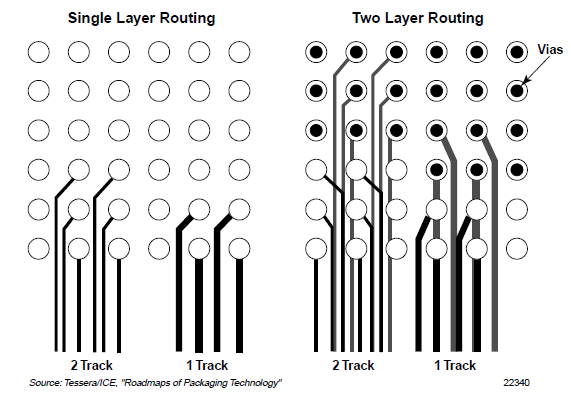 Single Layer Routing
Two Layer Routing
Vias
2 Track
1 Track
2 Track
1 Track
Source: Tessera/ICE, "Roadmaps of Packaging Technology"
22340